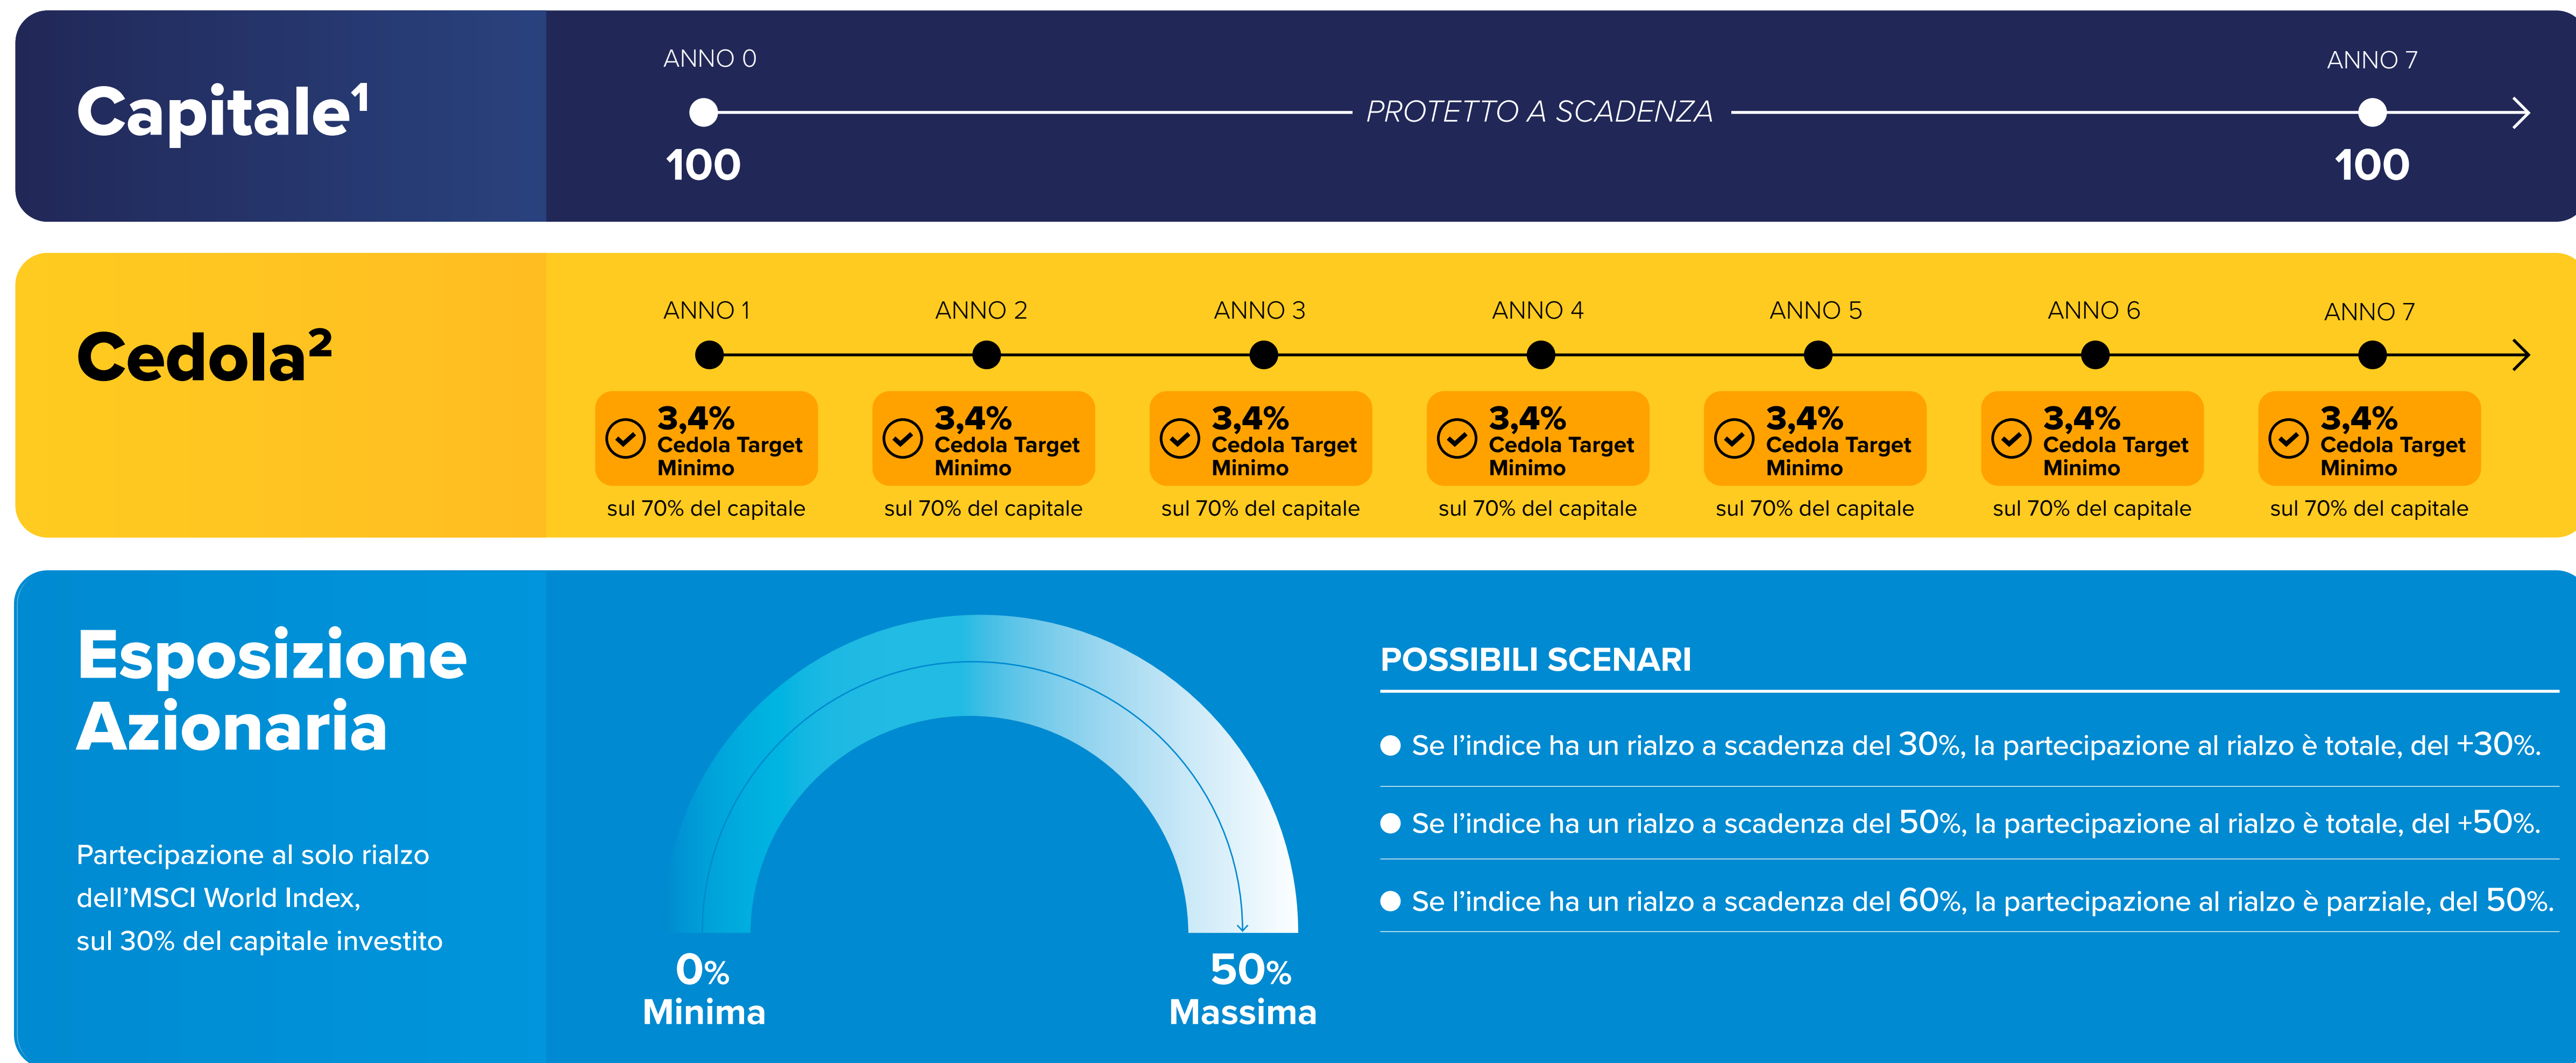 Capitale¹
ANNO 0
ANNO 7
PROTETTO A SCADENZA
100
100
Cedola²
ANNO 1
ANNO 2
ANNO 3
ANNO 4
ANNO 5
ANNO 6
ANNO 7
3,4%
Cedola Target
Minimo
sul 70% del capitale
3,4%
Cedola Target
Minimo
sul 70% del capitale
3,4%
Cedola Target
Minimo
sul 70% del capitale
3,4%
Cedola Target
Minimo
sul 70% del capitale
3,4%
Cedola Target
Minimo
sul 70% del capitale
3,4%
Cedola Target
Minimo
sul 70% del capitale
3,4%
Cedola Target
Minimo
sul 70% del capitale
Esposizione
Azionaria
Partecipazione al solo rialzo
dell’MSCI World Index,
sul 30% del capitale investito
0%
Minima
50%
Massima
POSSIBILI SCENARI
Se l’indice ha un rialzo a scadenza del 30%, la partecipazione al rialzo è totale, del +30%.
Se l’indice ha un rialzo a scadenza del 50%, la partecipazione al rialzo è totale, del +50%.
Se l’indice ha un rialzo a scadenza del 60%, la partecipazione al rialzo è parziale, del 50%.